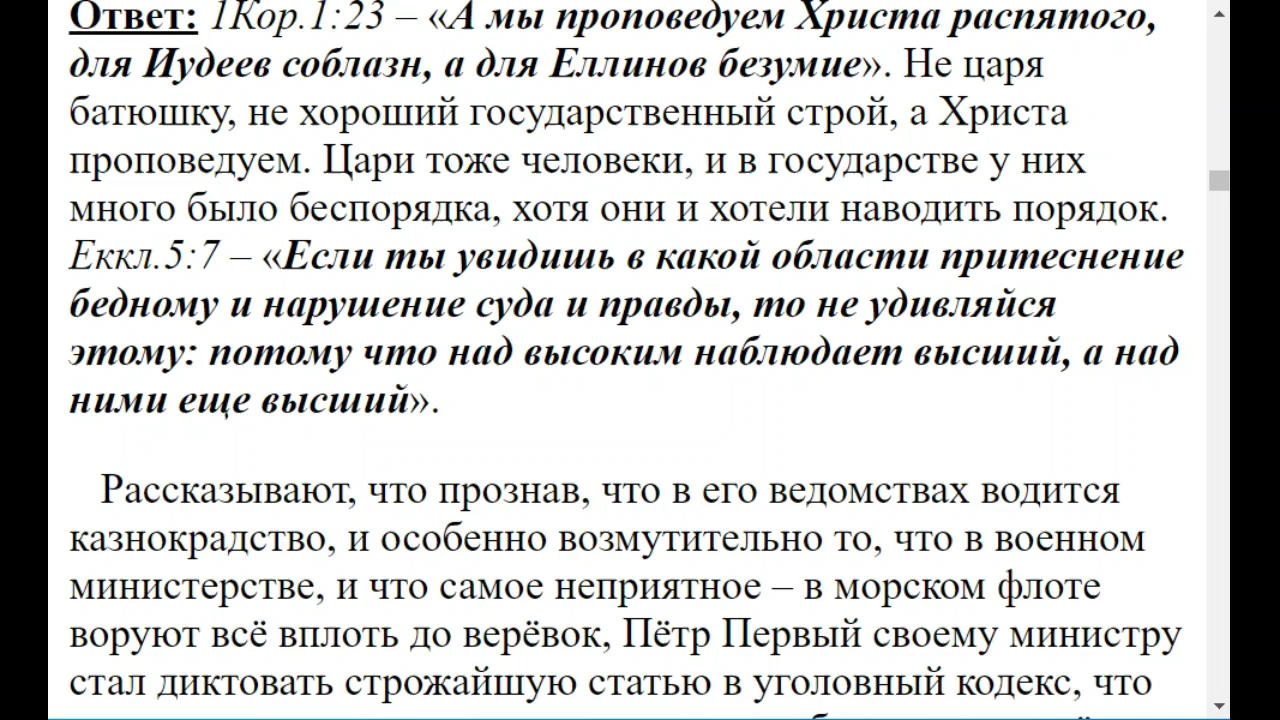 Ответ: 1Кор.1:23 – «А мы проповедуем Христа распятого,
для Иудеев соблазн, а для Еллинов безумие». Не царя
батюшку, не хороший государственный строй, а Христа
проповедуем. Цари тоже человеки, и в государстве у них
много было беспорядка, хотя они и хотели наводить порядок.
Еккл.5:7 – «Если ты увидишь в какой области притеснение
бедному и нарушение суда и правды, то не удивляйся
этому: потому что над высоким наблюдает высший, а над
ними еще высший».
Рассказывают, что прознав, что в его ведомствах водится
казнокрадство, и особенно возмутительно то, что в военном
министерстве, и что самое неприятное – в морском флоте
воруют всё вплоть до верёвок, Пётр Первый своему министру
стал диктовать строжайшую статью в уголовный кодекс, что